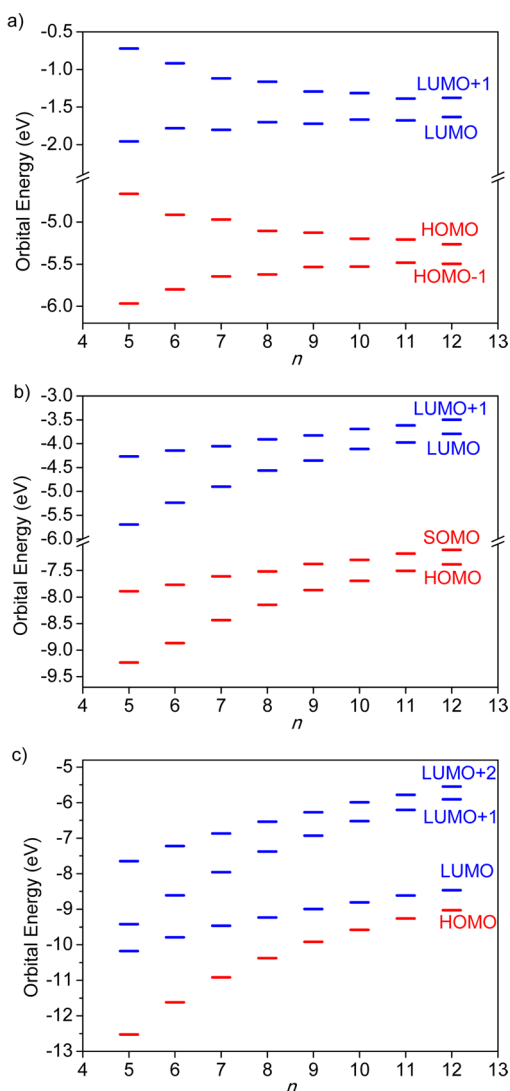 a)
-0.5
-1.0
-1.5
-2.0
-5.0
-5.5
-6.0
Orbital Energy (eV)
LUMO+1
LUMO
HOMO
HOMO-1
4 5 6 7 8 9 10 11 12 13
n
b)
-3.0
-3.5
-4.0
-4.5
-5.0
-5.5
-6.0
-7.5
-8.0
-8.5
-9.0
-9.5
Orbital Energy (eV)
LUMO+1
LUMO
SOMO
HOMO
4 5 6 7 8 9 10 11 12 13
n
c)
-5
-6
-7
-8
-9
-10
-11
-12
-13
Orbital Energy (eV)
LUMO+2
LUMO+1
LUMO
HOMO
4 5 6 7 8 9 10 11 12 13
n